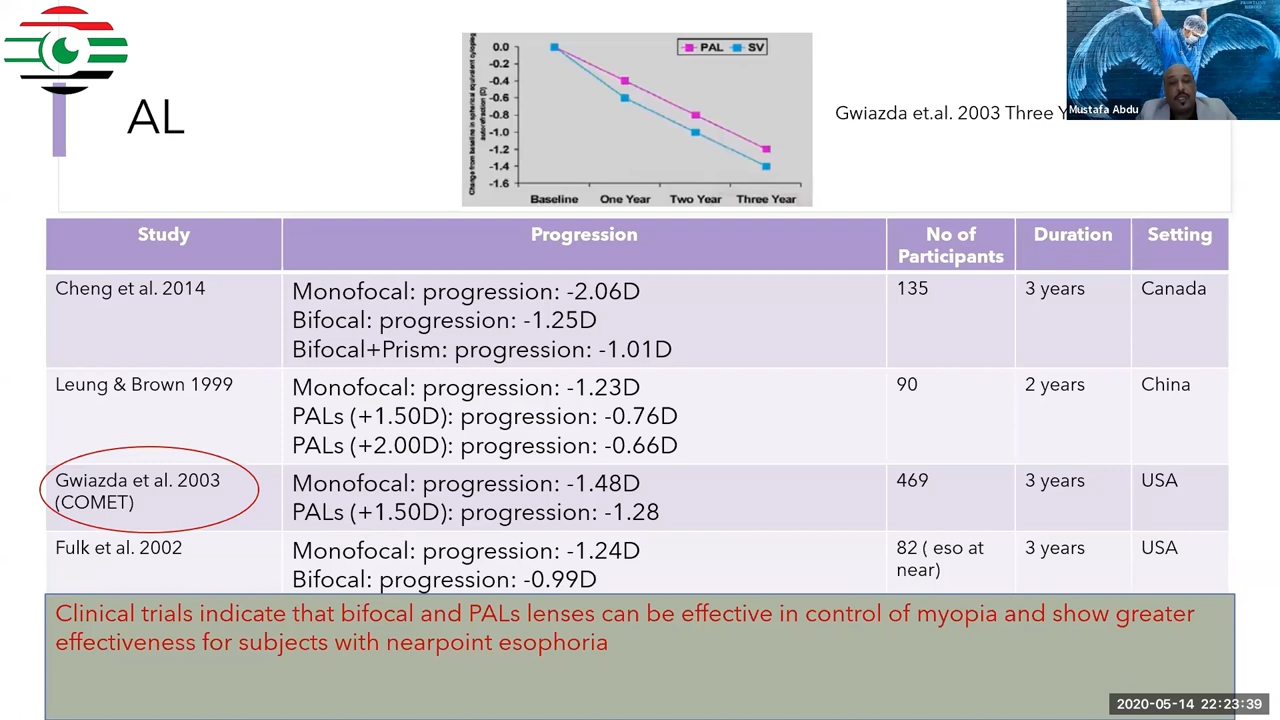 PAL SV
0.0
-0.2
-0.4
-0.6
-0.8
-1.0
-1.2
-1.4
-1.6
Change from baseline in spherical equivalent
autorefraction (D)
Baseline One Year Two Year Three Year
AL
Gwiazda et.al. 2003 Three
Mustafa Abdu
Study Progression No of Participants Duration Setting
Cheng et al. 2014
Monofocal: progression: -2.06D
Bifocal: progression: -1.25D
Bifocal+Prism: progression: -1.01D
135
3 years
Canada
Leung & Brown 1999
Monofocal: progression: -1.23D
PALs (+1.50D): progression: -0.76D
PALs (+2.00D): progression: -0.66D
90
2 years
China
Gwiazda et al. 2003
(COMET)
Monofocal: progression: -1.48D
PALs (+1.50D): progression: -1.28
469
3 years
USA
Fulk et al. 2002
Monofocal: progression: -1.24D
Bifocal: progression: -0.99D
82 ( eso at
near)
3 years
USA
Clinical trials indicate that bifocal and PALs lenses can be effective in control of myopia and show greater
effectiveness for subjects with nearpoint esophoria
2020-05-14 22:23:39